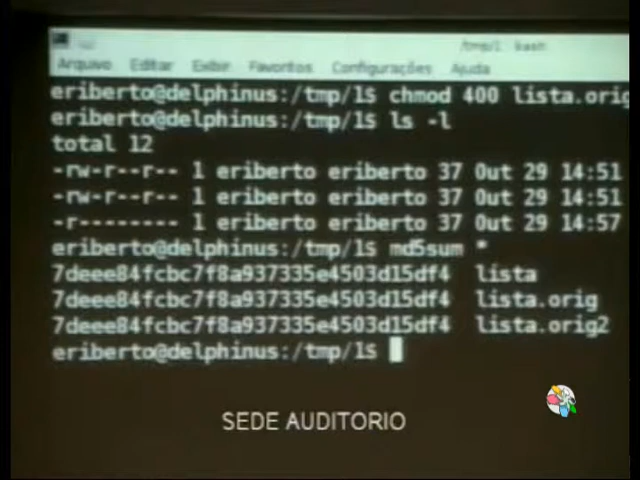 /tmp/1 bash
Arquivo Editar Exibir Favoritos Configurações Ajuda
eriberto@delphinus:/tmp/1$ chmod 400 lista.orig
eriberto@delphinus:/tmp/1$ ls -l
total 12
-rw-r--r-- 1 eriberto eriberto 37 Out 29 14:51
-rw-r--r-- 1 eriberto eriberto 37 Out 29 14:51
-r-------- 1 eriberto eriberto 37 Out 29 14:57
eriberto@delphinus:/tmp/1$ md5sum *
7deee84fcbc7f8a937335e4503d15df4 lista
7deee84fcbc7f8a937335e4503d15df4 lista.orig
7deee84fcbc7f8a937335e4503d15df4 lista.orig2
eriberto@delphinus:/tmp/1$
SEDE AUDITORIO